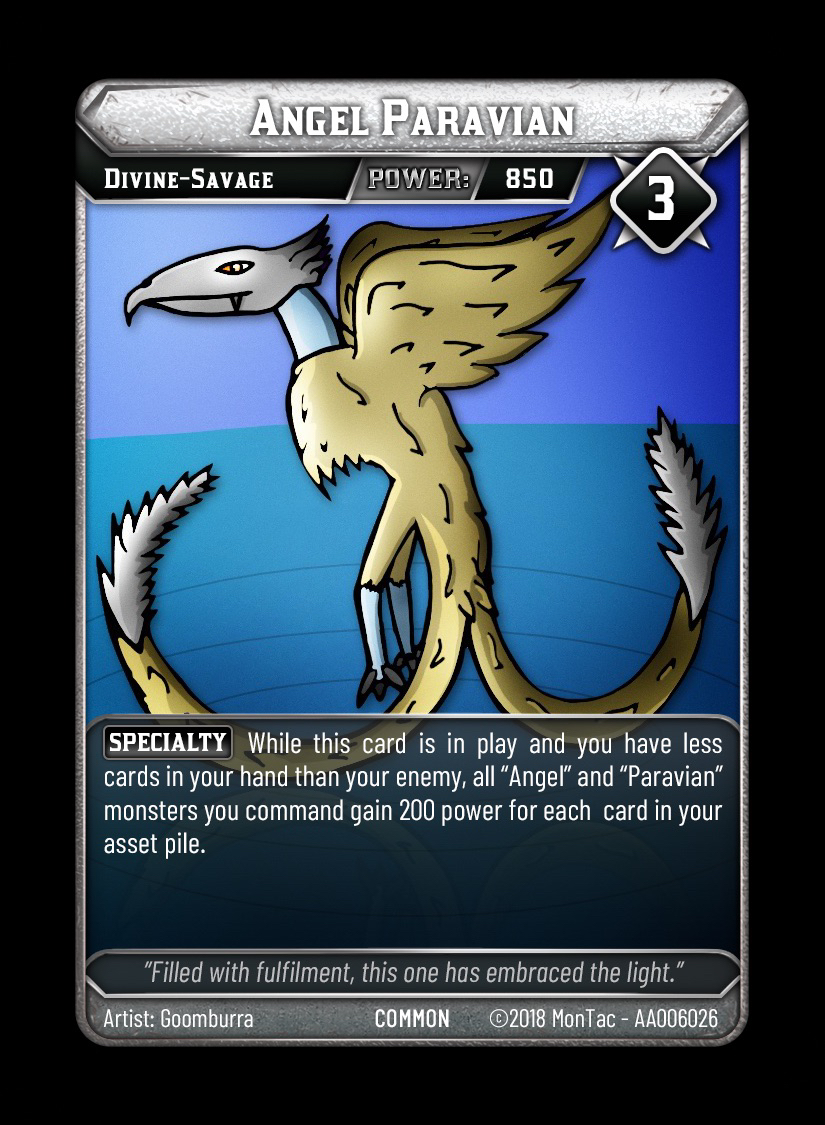 Angel Paravian
Divine-Savage POWER: 850
3
SPECIALTY While this card is in play and you have less
cards in your hand than your enemy, all “Angel” and “Paravian”
monsters you command gain 200 power for each card in your
asset pile.
“Filled with fulfilment, this one has embraced the light.”
Artist: Goomburra COMMON ©2018 MonTac - AA006026